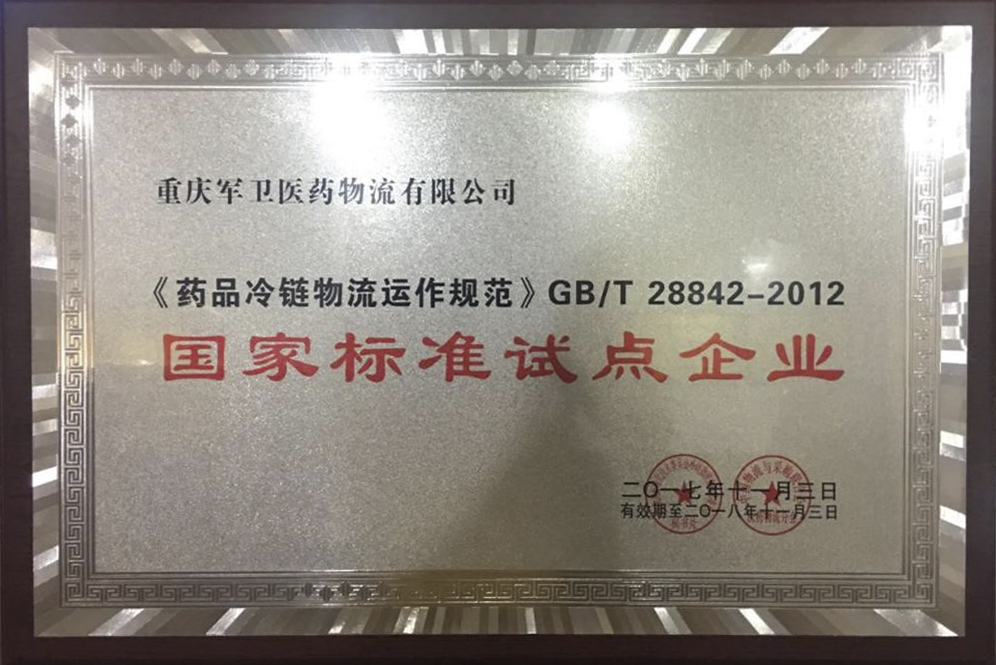 重庆军卫医药物流有限公司
《药品冷链物流运作规范》GB/T 28842-2012
国家标准试点企业
二〇一七年十一月三日
有效期至二〇一八年十一月三日